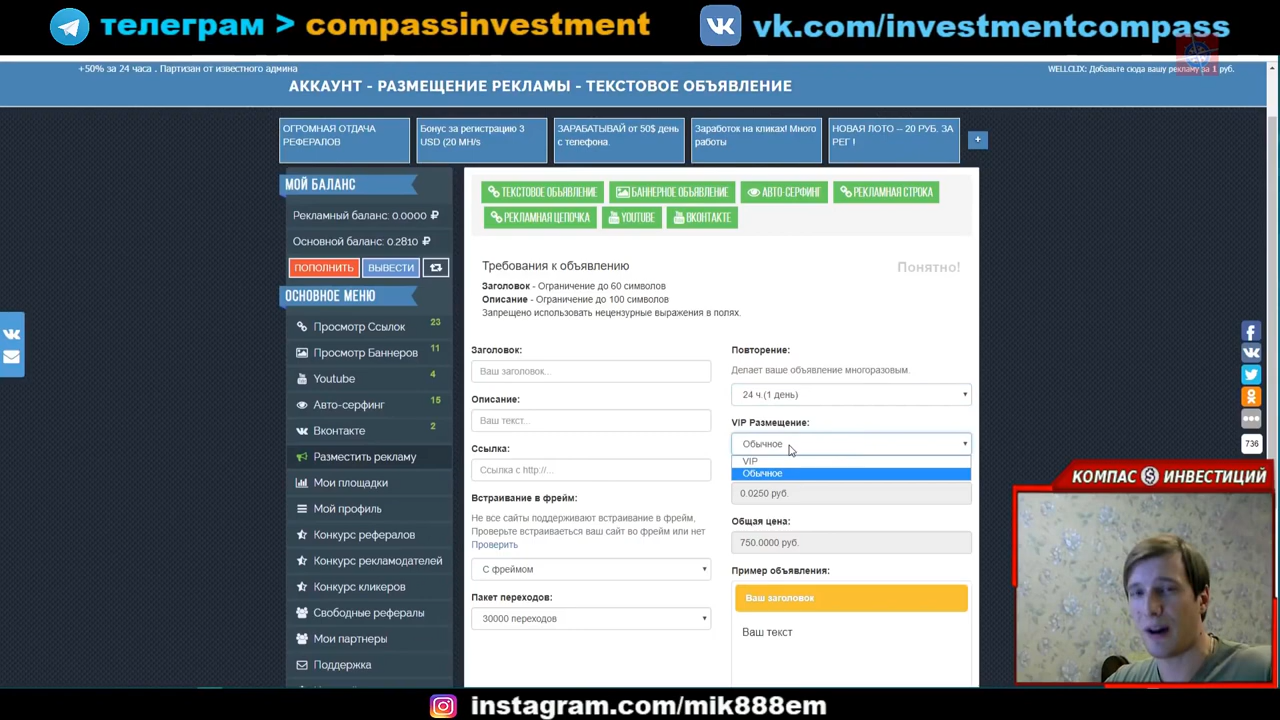 телеграм > compassinvestment
vk.com/investmentcompass
+50% за 24 часа . Партизан от известного админа
WELLCLIX: Добавьте сюда вашу рекламу за 1 руб.
АККАУНТ - РАЗМЕЩЕНИЕ РЕКЛАМЫ - ТЕКСТОВОЕ ОБЪЯВЛЕНИЕ
ОГРОМНАЯ ОТДАЧА
РЕФЕРАЛОВ
Бонус за регистрацию 3
USD (20 MH/s
ЗАРАБАТЫВАЙ от 50$ день
с телефона.
Заработок на кликах! Много
работы
НОВАЯ ЛОТО – 20 РУБ. ЗА
РЕГ !
+
МОЙ БАЛАНС
Рекламный баланс: 0.0000 ₽
Основной баланс: 0.2810 ₽
ПОПОЛНИТЬ
ВЫВЕСТИ
ОСНОВНОЕ МЕНЮ
Просмотр Ссылок 23
Просмотр Баннеров 11
Youtube 4
Авто-серфинг 15
Вконтакте 2
Разместить рекламу
Мои площадки
Мой профиль
Конкурс рефералов
Конкурс рекламодателей
Конкурс кликеров
Свободные рефералы
Мои партнеры
Поддержка
ТЕКСТОВОЕ ОБЪЯВЛЕНИЕ
БАННЕРНОЕ ОБЪЯВЛЕНИЕ
АВТО-СЕРФИНГ
РЕКЛАМНАЯ СТРОКА
РЕКЛАМНАЯ ЦЕПОЧКА
YOUTUBE
ВКОНТАКТЕ
Требования к объявлению
Понятно!
Заголовок - Ограничение до 60 символов
Описание - Ограничение до 100 символов
Запрещено использовать нецензурные выражения в полях.
Заголовок:
Ваш заголовок...
Описание:
Ваш текст...
Ссылка:
Ссылка с http://...
Встраивание в фрейм:
Не все сайты поддерживают встраивание в фрейм,
Проверьте встраиваеться ваш сайт во фрейм или нет
Проверить
С фреймом
Пакет переходов:
30000 переходов
Повторение:
Делает ваше объявление многоразовым.
24 ч.(1 день)
VIP Размещение:
Обычное
VIP
Обычное
0.0250 руб.
Общая цена:
750.0000 руб.
Пример объявления:
Ваш заголовок
Ваш текст
736
КОМПАС $ ИНВЕСТИЦИЙ
instagram.com/mik888em